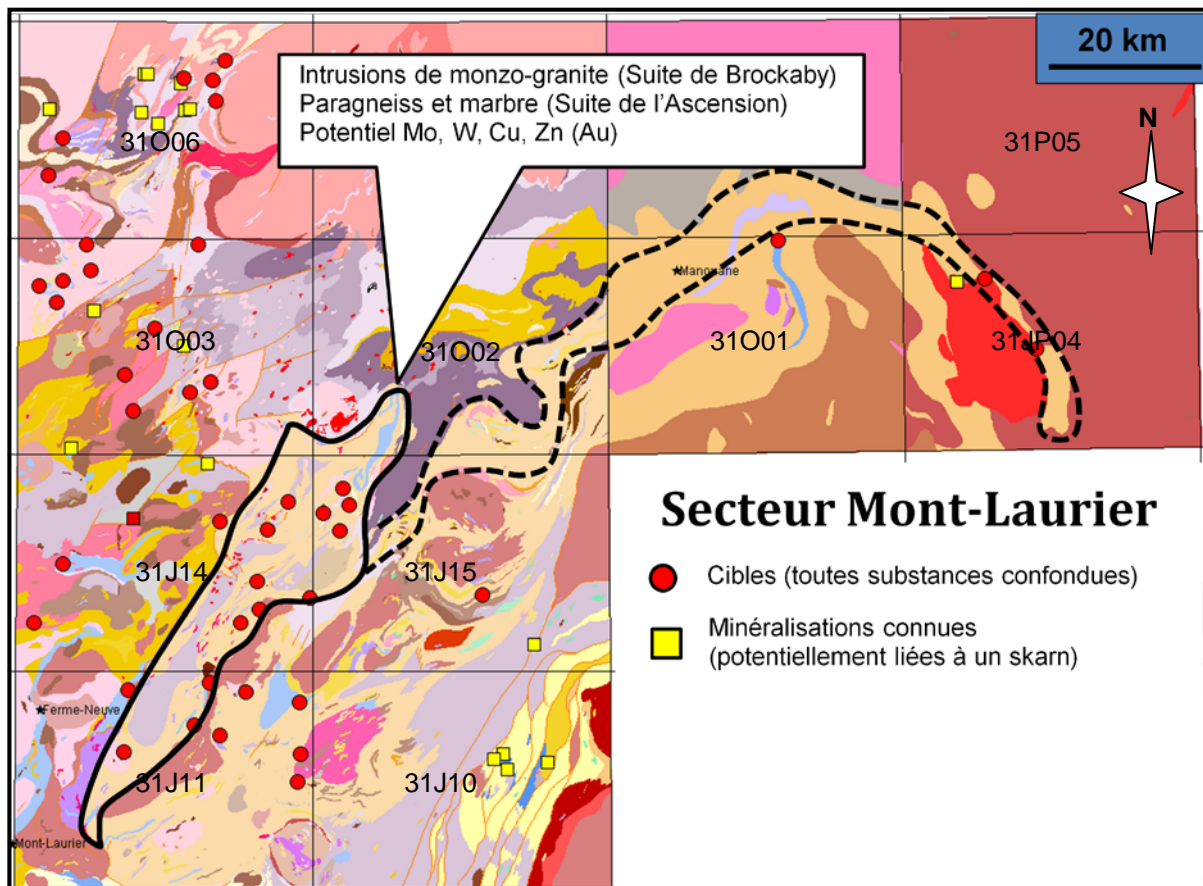 20 km
Intrusions de monzo-granite (Suite de Brockaby)
Paragneiss et marbre (Suite de l'Ascension)
Potentiel Mo, W, Cu, Zn (Au)
N
31O06
31P05
Manouane
31O03
31O02
31O01
31JP04
Secteur Mont-Laurier
Cibles (toutes substances confondues)
Minéralisations connues
(potentiellement liées à un skarn)
31J14
31J15
Ferme-Neuve
31J11
31J10
Mont-Laurier